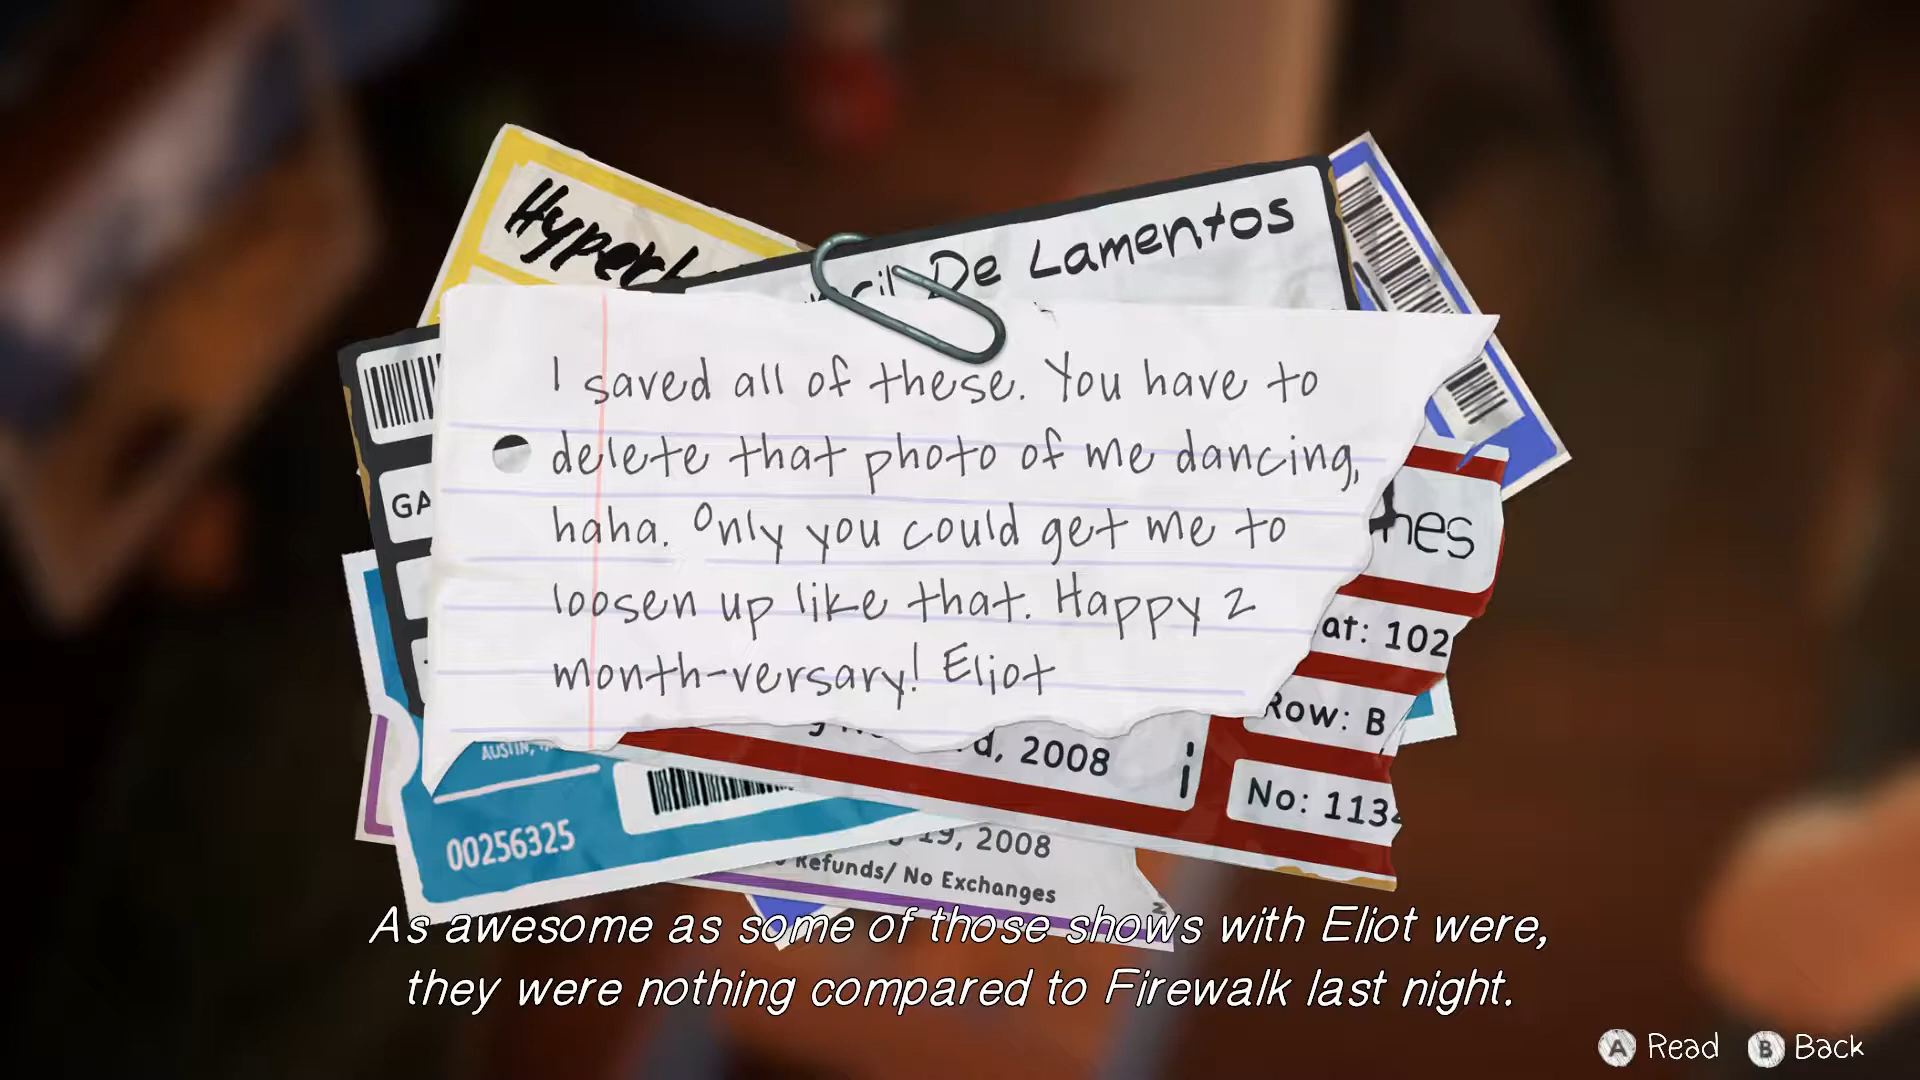 De Lamentos
I saved all of these. You have to
delete that photo of me dancing,
haha. Only you could get me to
loosen up like that. Happy 2
month-versary! Eliot
at: 102
Row: B
2008
No: 113
00256325
19, 2008
Refunds/ No Exchanges
As awesome as some of those shows with Eliot were,
they were nothing compared to Firewalk last night.
A Read B Back